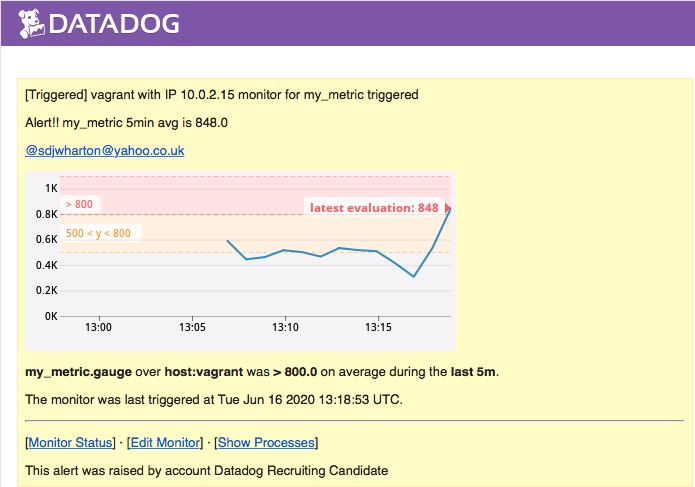 DATADOG
[Triggered] vagrant with IP 10.0.2.15 monitor for my_metric triggered
Alert!! my_metric 5min avg is 848.0
@sdjwharton@yahoo.co.uk
1K
> 800
latest evaluation: 848
0.8K
500 < y < 800
0.6K
0.4K
0.2K
0K
13:00 13:05 13:10 13:15
my_metric.gauge over host:vagrant was > 800.0 on average during the last 5m.
The monitor was last triggered at Tue Jun 16 2020 13:18:53 UTC.
[Monitor Status] · [Edit Monitor] · [Show Processes]
This alert was raised by account Datadog Recruiting Candidate